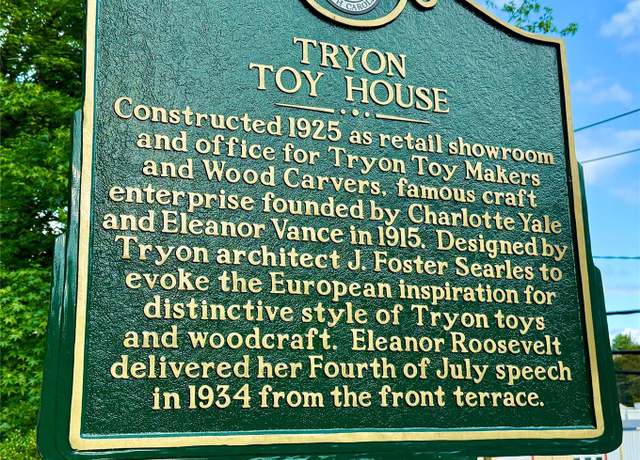 H CAROL
TRYON
TOY HOUSE
Constructed 1925 as retail showroom
and office for Tryon Toy Makers
and Wood Carvers, famous craft
enterprise founded by Charlotte Yale
and Eleanor Vance in 1915. Designed by
Tryon architect J. Foster Searles to
evoke the European inspiration for
distinctive style of Tryon toys
and woodcraft. Eleanor Roosevelt
delivered her Fourth of July speech
in 1934 from the front terrace.